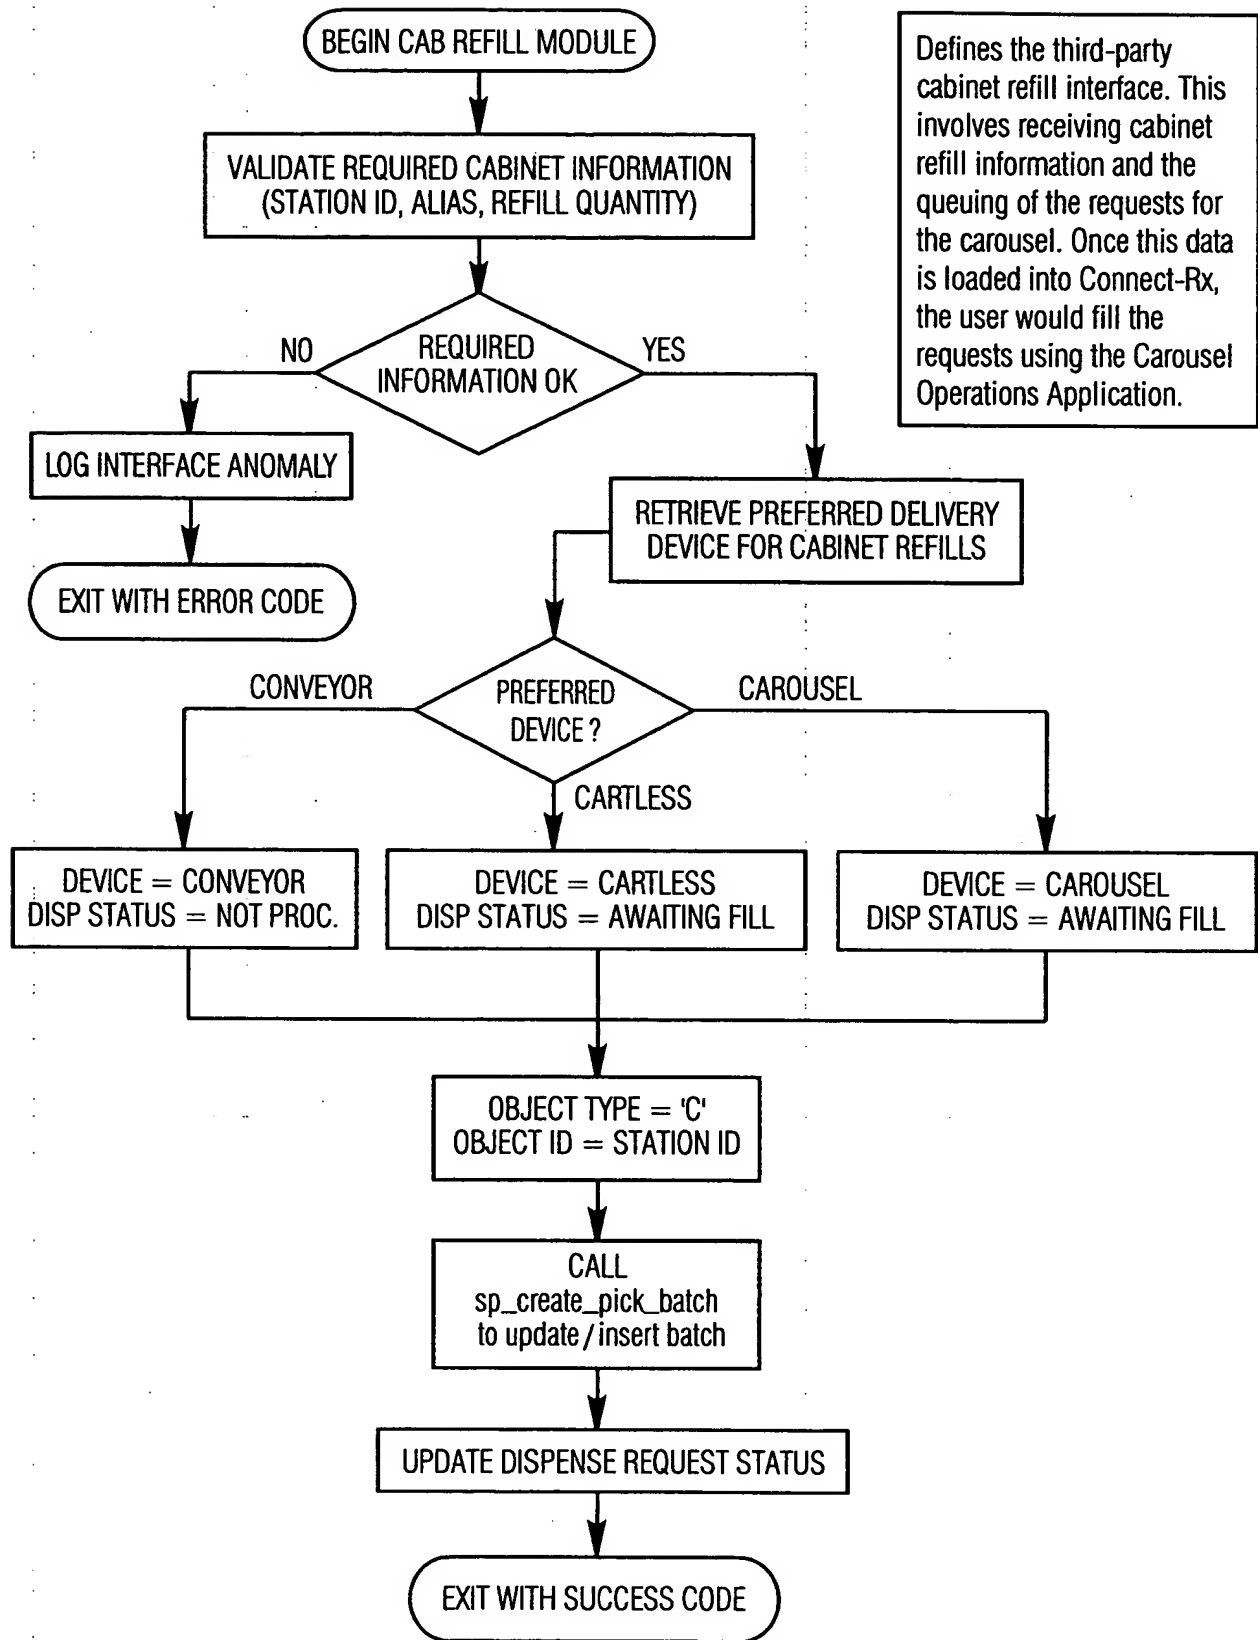 BEGIN CAB REFILL MODULE
Defines the third-party
cabinet refill interface. This
involves receiving cabinet
refill information and the
queuing of the requests for
the carousel. Once this data
is loaded into Connect-Rx,
the user would fill the
requests using the Carousel
Operations Application.
VALIDATE REQUIRED CABINET INFORMATION
(STATION ID, ALIAS, REFILL QUANTITY)
NO
REQUIRED
INFORMATION OK
YES
LOG INTERFACE ANOMALY
EXIT WITH ERROR CODE
RETRIEVE PREFERRED DELIVERY
DEVICE FOR CABINET REFILLS
CONVEYOR
PREFERRED
DEVICE ?
CAROUSEL
CARTLESS
DEVICE = CONVEYOR
DISP STATUS = NOT PROC.
DEVICE = CARTLESS
DISP STATUS = AWAITING FILL
DEVICE = CAROUSEL
DISP STATUS = AWAITING FILL
OBJECT TYPE = 'C'
OBJECT ID = STATION ID
CALL
sp_create_pick_batch
to update / insert batch
UPDATE DISPENSE REQUEST STATUS
EXIT WITH SUCCESS CODE